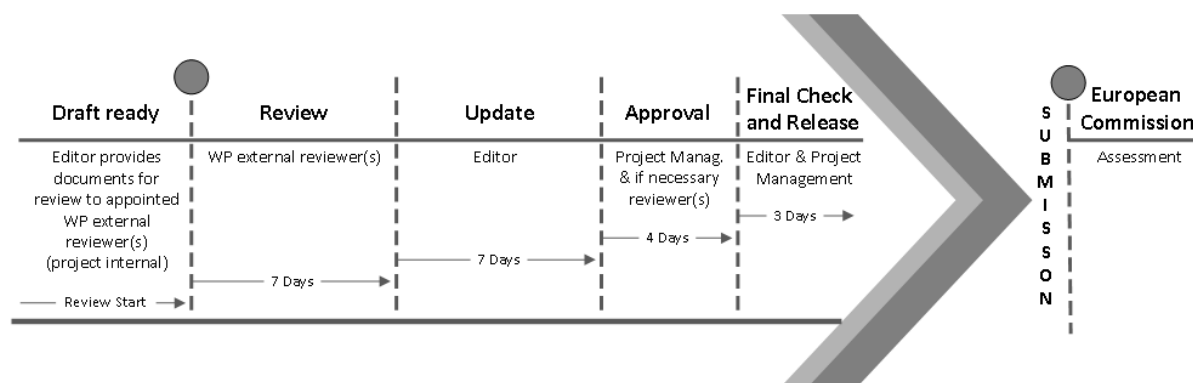 Draft ready
Editor provides
documents for
review to appointed
WP external
reviewer(s)
(project internal)
Review Start
Review
WP external reviewer(s)
7 Days
Update
Editor
7 Days
Approval
Project Manag.
& if necessary
reviewer(s)
4 Days
Final Check
and Release
Editor & Project
Management
3 Days
SUBMISSON
European
Commission
Assessment